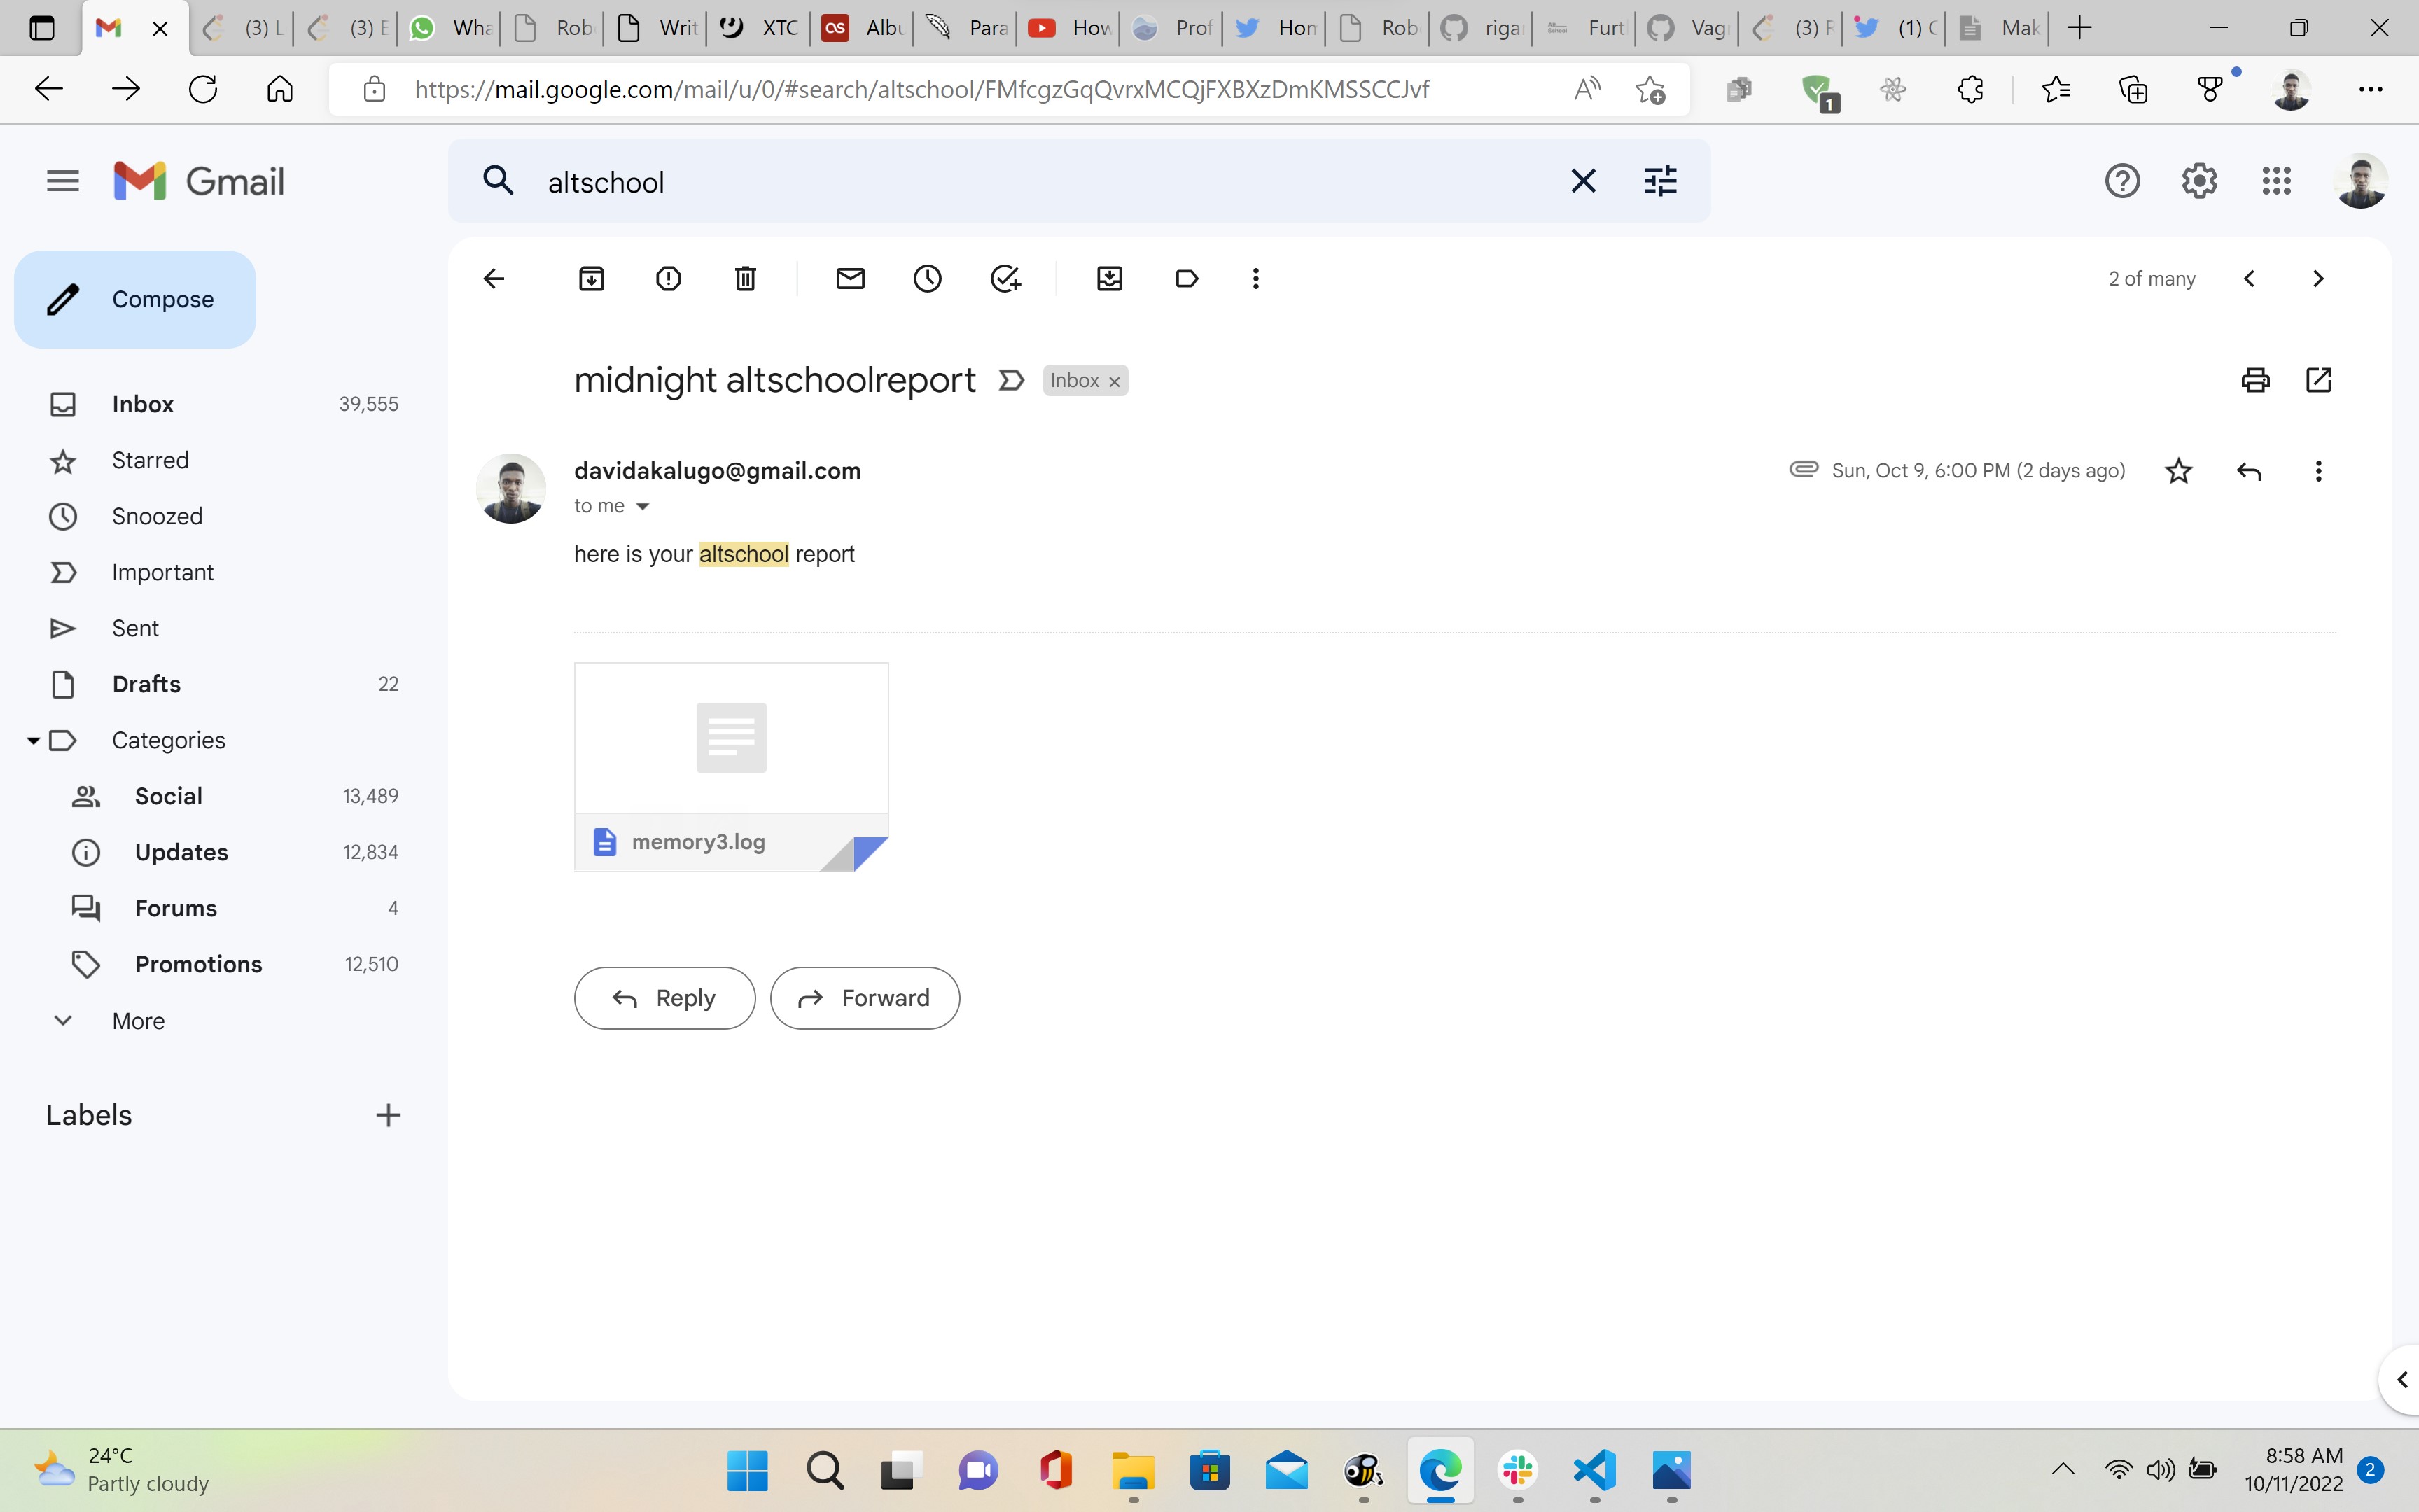 (3) L
(3) E
Wha
Rob
Writ
XTC
Albu
Para
How
Prof
Hom
Rob
riga
Furt
Vagr
(3) F
(1) C
Mak
https://mail.google.com/mail/u/0/#search/altschool/FMfcgzGqQvrxMCQjFXBXzDmKMSSCCJvf
1
Gmail
altschool
Compose
2 of many
midnight altschoolreport
Inbox ×
Inbox 39,555
Starred
Snoozed
Important
Sent
Drafts 22
Categories
Social 13,489
Updates 12,834
Forums 4
Promotions 12,510
More
Labels
davidakalugo@gmail.com
Sun, Oct 9, 6:00 PM (2 days ago)
to me
here is your altschool report
memory3.log
Reply
Forward
24°C
Partly cloudy
8:58 AM
10/11/2022
2